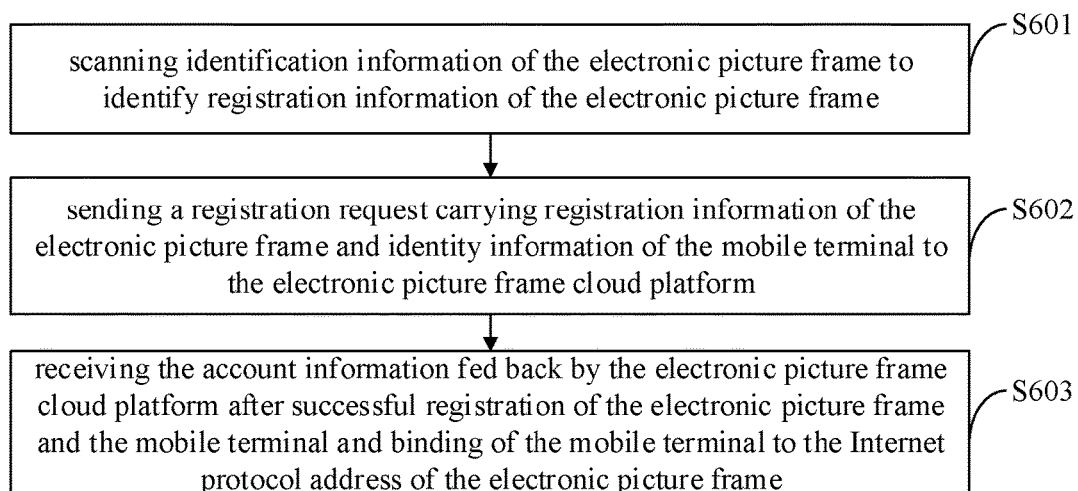 S601
scanning identification information of the electronic picture frame to
identify registration information of the electronic picture frame
S602
sending a registration request carrying registration information of the
electronic picture frame and identity information of the mobile terminal to
the electronic picture frame cloud platform
S603
receiving the account information fed back by the electronic picture frame
cloud platform after successful registration of the electronic picture frame
and the mobile terminal and binding of the mobile terminal to the Internet
protocol address of the electronic picture frame